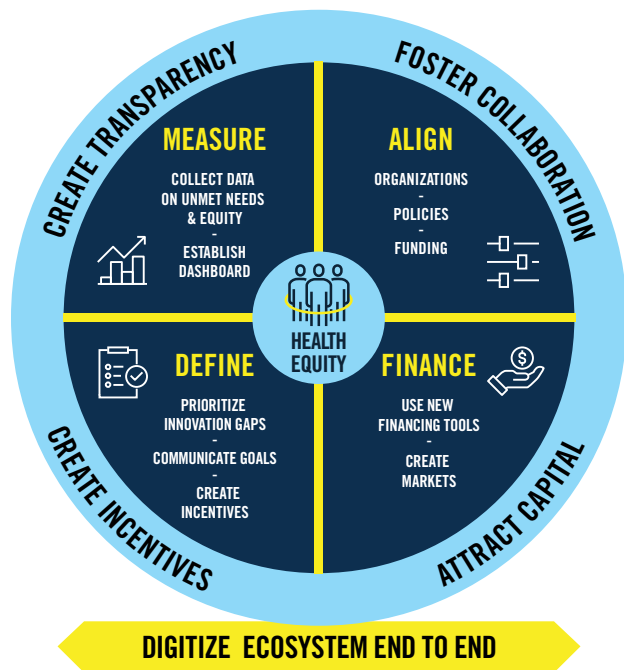 CREATE TRANSPARENCY
FOSTER COLLABORATION
MEASURE
COLLECT DATA
ON UNMET NEEDS
& EQUITY
-
ESTABLISH
DASHBOARD
ALIGN
ORGANIZATIONS
-
POLICIES
-
FUNDING
HEALTH
EQUITY
DEFINE
PRIORITIZE
INNOVATION GAPS
-
COMMUNICATE GOALS
-
CREATE
INCENTIVES
FINANCE
$
USE NEW
FINANCING TOOLS
-
CREATE
MARKETS
CREATE INCENTIVES
ATTRACT CAPITAL
DIGITIZE ECOSYSTEM END TO END